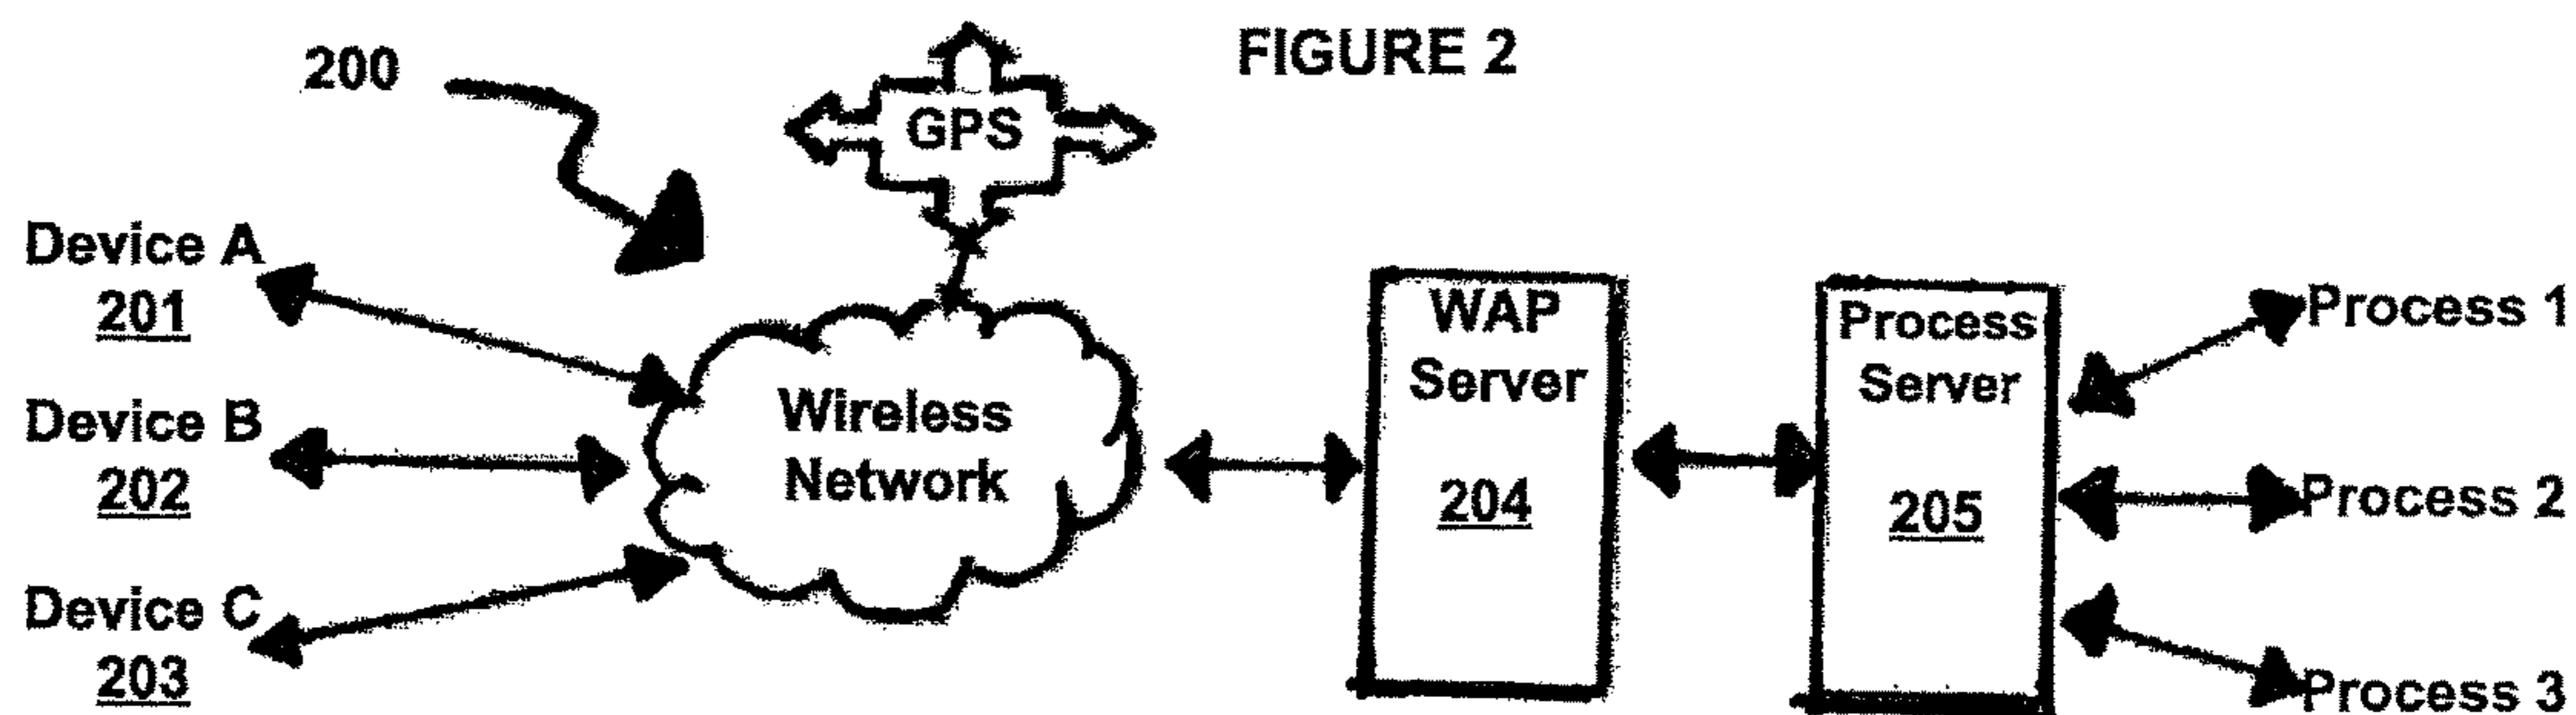 FIGURE 2
200
GPS
Device A
201
Device B
202
Device C
203
Wireless
Network
WAP
Server
204
Process
Server
205
Process 1
Process 2
Process 3